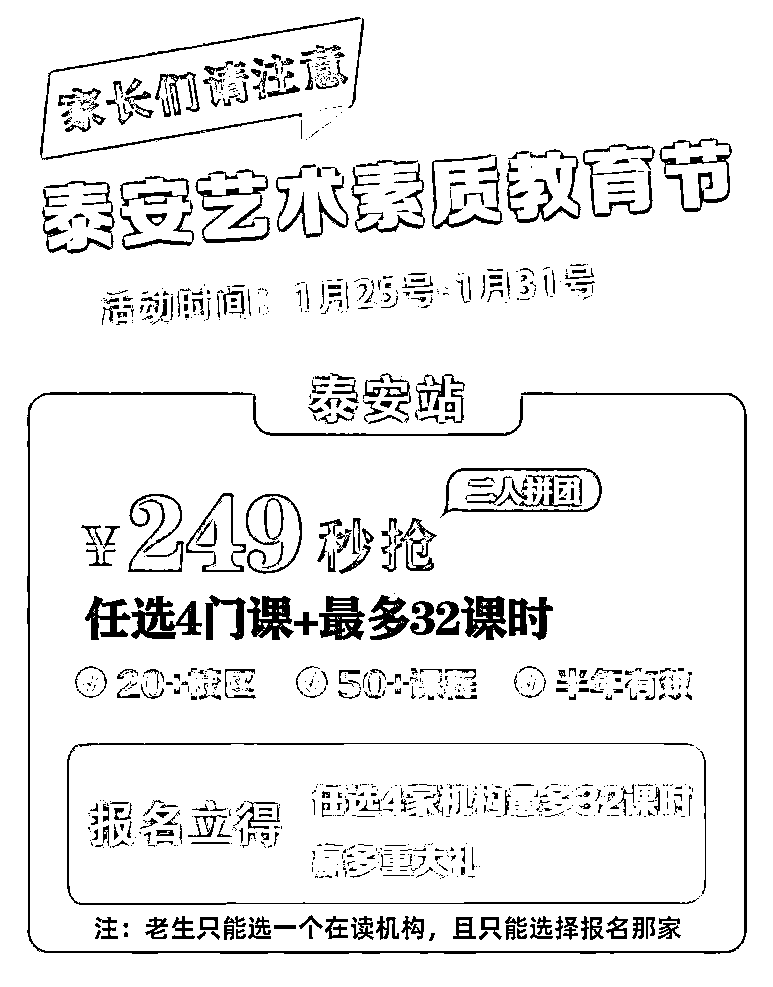 家长们请注意
泰安艺术素质教育节
活动时间：1月25号-1月31号
泰安站
二人拼团
¥249秒抢
任选4门课+最多32课时
20+校区 50+课程 半年有效
报名立得
任选4家机构最多32课时
赢多重大礼
注：老生只能选一个在读机构，且只能选择报名那家